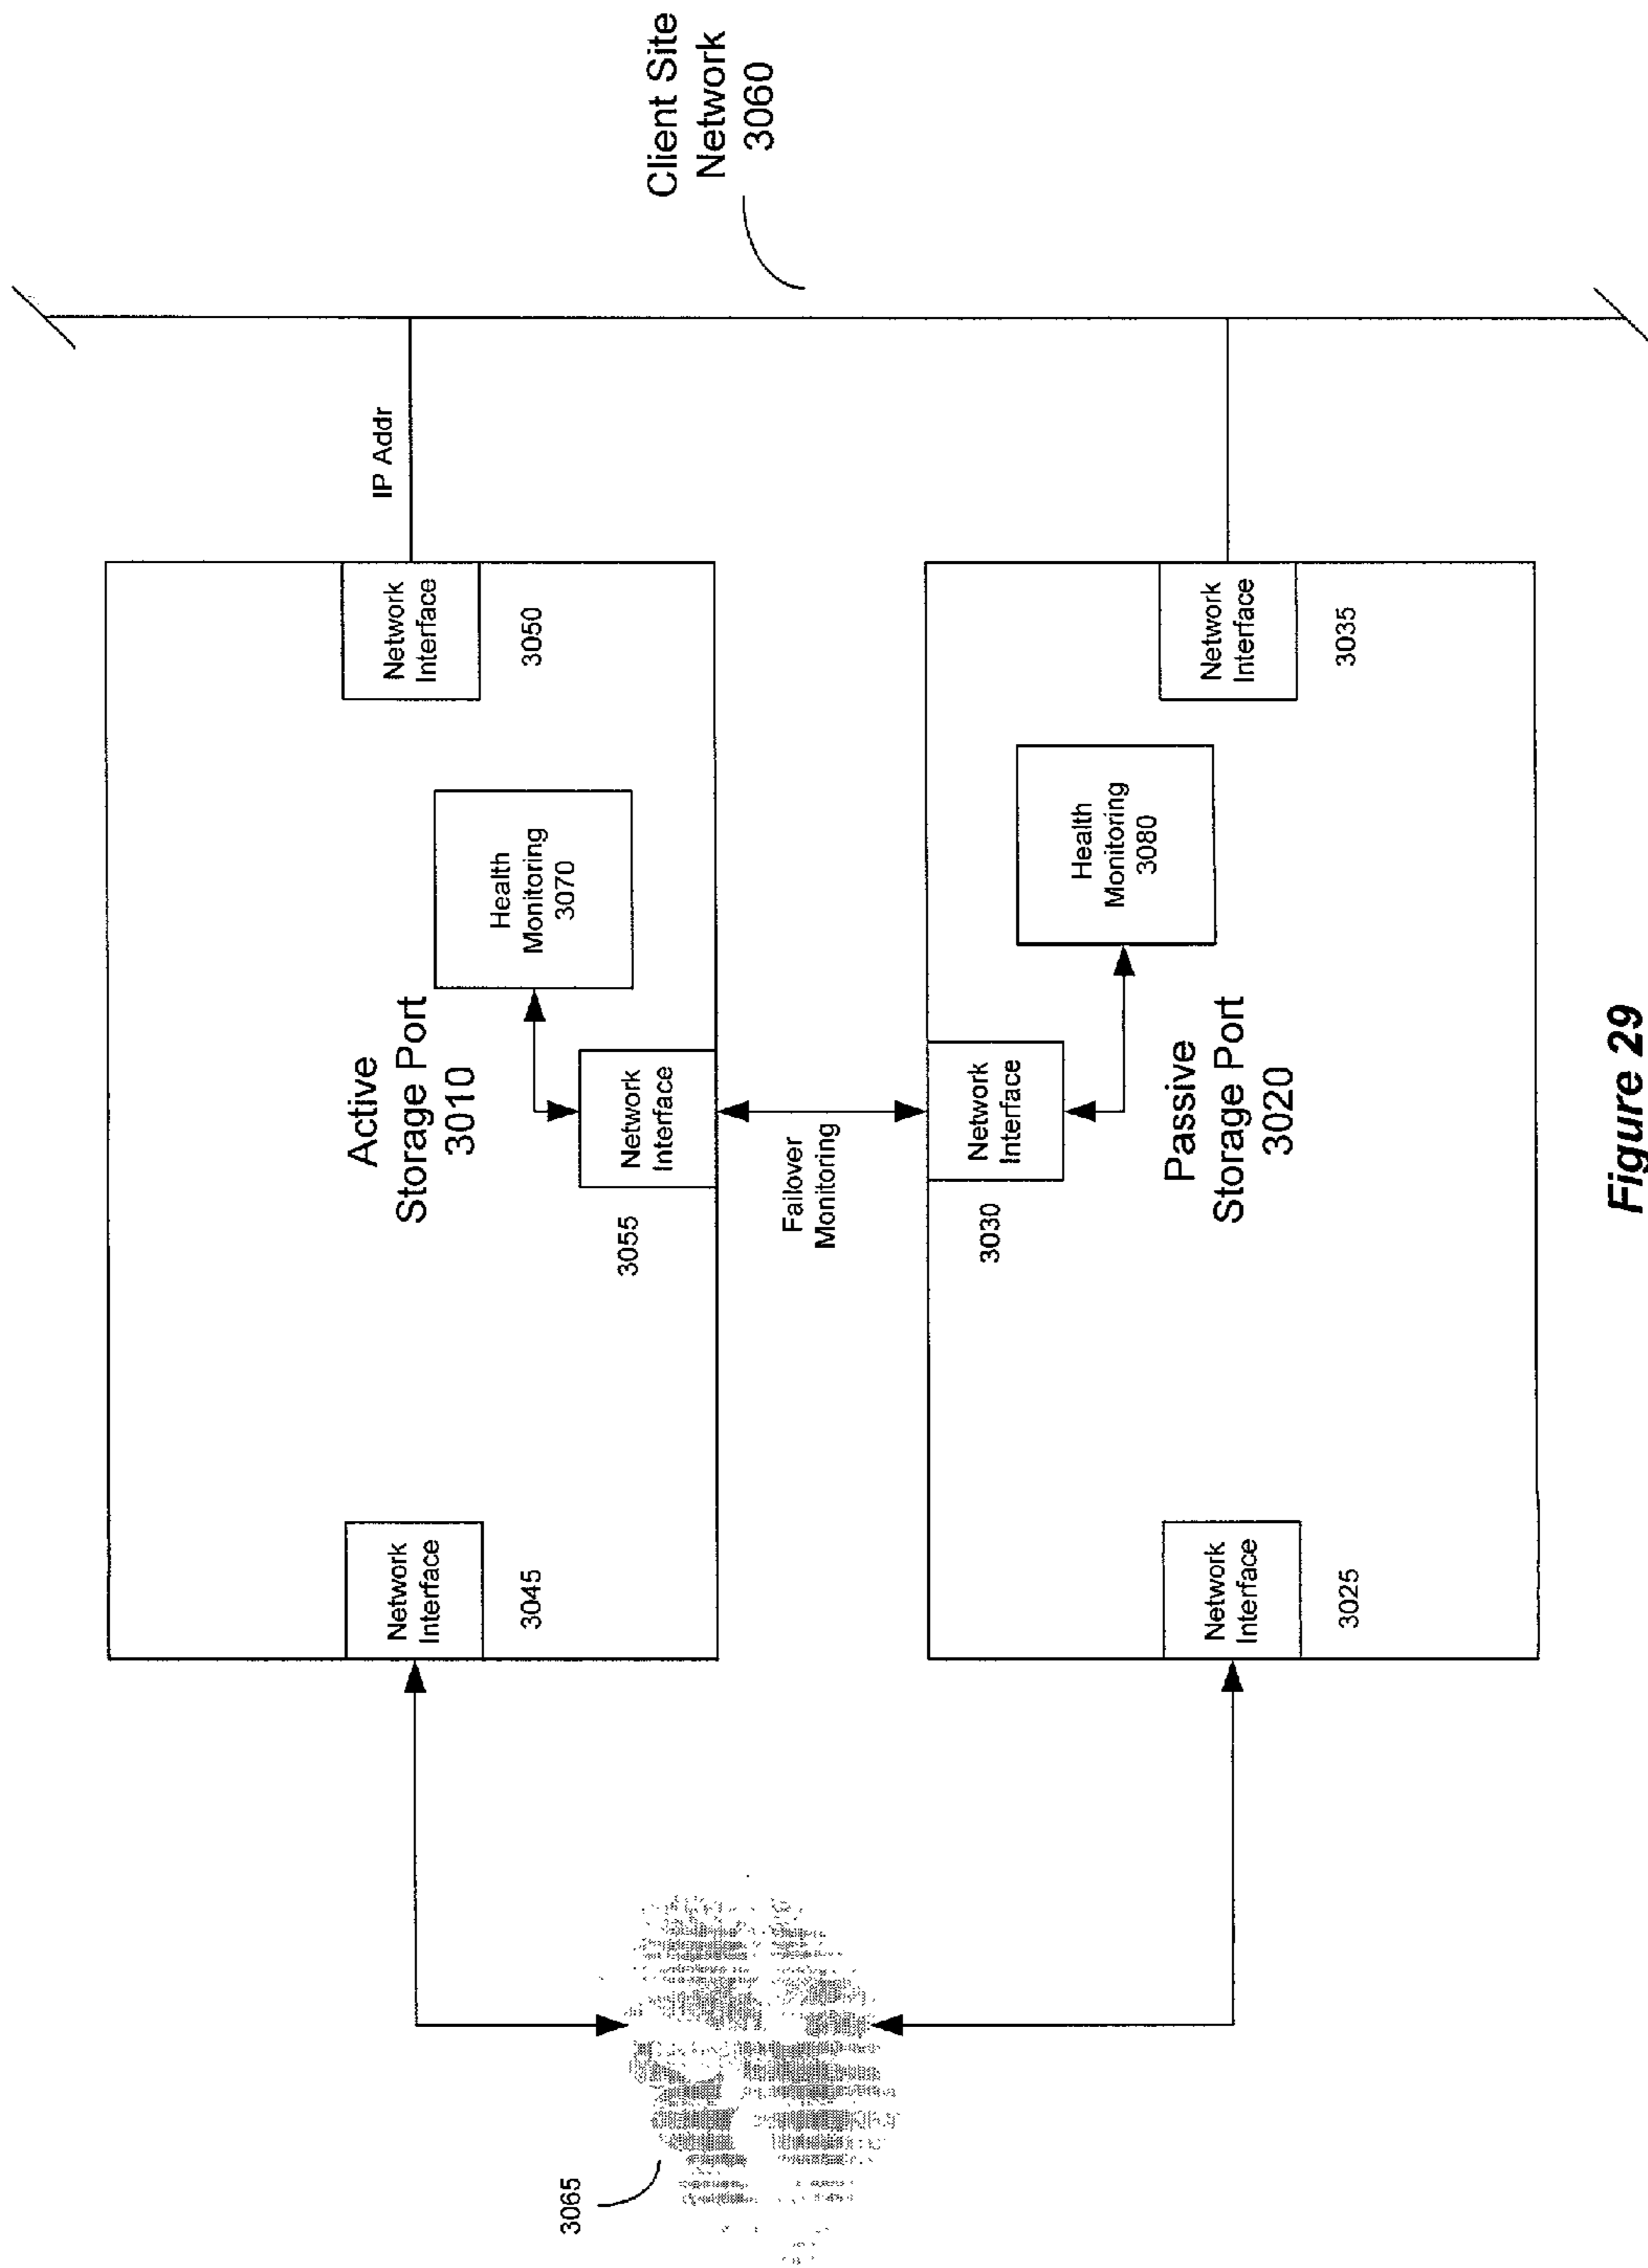 Client Site
Network
3060
IP Addr
Network
Interface
3050
Health
Monitoring
3070
Active
Storage Port
3010
Network
Interface
3055
Network
Interface
3045
Failover
Monitoring
Network
Interface
3035
Health
Monitoring
3080
Network
Interface
3030
Passive
Storage Port
3020
Network
Interface
3025
3065
Figure 29